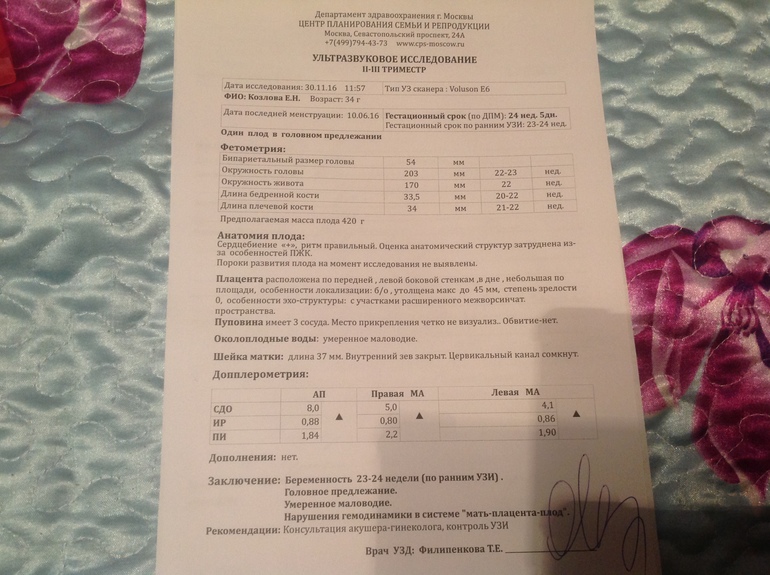 Департамент здравоохранения г. Москвы
ЦЕНТР ПЛАНИРОВАНИЯ СЕМЬИ И РЕПРОДУКЦИИ
Москва, Севастопольский проспект, 24А
+7(499)794-43-73 www.cps-moscow.ru
УЛЬТРАЗВУКОВОЕ ИССЛЕДОВАНИЕ
II-III ТРИМЕСТР
Дата исследования: 30.11.16 11:57 Тип УЗ сканера : Voluson E6
ФИО: Козлова Е.Н. Возраст: 34 г
Дата последней менструации: 10.06.16 Гестационный срок (по ДПМ): 24 нед. 5дн.
Гестационный срок по ранним УЗИ: 23-24 нед.
Один плод в головном предлежании
Фетометрия:
Бипариетальный размер головы 54 мм
Окружность головы 203 мм 22-23 нед.
Окружность живота 170 мм 22 нед.
Длина бедренной кости 33,5 мм 20-22 нед.
Длина плечевой кости 34 мм 21-22 нед.
Предполагаемая масса плода 420 г
Анатомия плода:
Сердцебиение «+», ритм правильный. Оценка анатомический структур затруднена из-
за особенностей ПЖК.
Пороки развития плода на момент исследования не выявлены.
Плацента расположена по передней , левой боковой стенкам ,в дне , небольшая по
площади, особенности локализации: б/о , утолщена макс до 45 мм, степень зрелости
0, особенности эхо-структуры: с участками расширенного межворсинчат.
пространства.
Пуповина имеет 3 сосуда. Место прикрепления четко не визуализ.. Обвитие-нет.
Околоплодные воды: умеренное маловодие.
Шейка матки: длина 37 мм. Внутренний зев закрыт. Цервикальный канал сомкнут.
Допплерометрия:
АП Правая МА Левая МА
СДО 8,0 ▲ 5,0 ▲ 4,1 ▲
ИР 0,88 0,80 0,86
ПИ 1,84 2,2 1,90
Дополнения: нет.
Заключение: Беременность 23-24 недели (по ранним УЗИ) .
Головное предлежание.
Умеренное маловодие.
Нарушения гемодинамики в системе "мать-плацента-плод".
Рекомендации: Консультация акушера-гинеколога, контроль УЗИ
Врач УЗД: Филипенкова Т.Е.